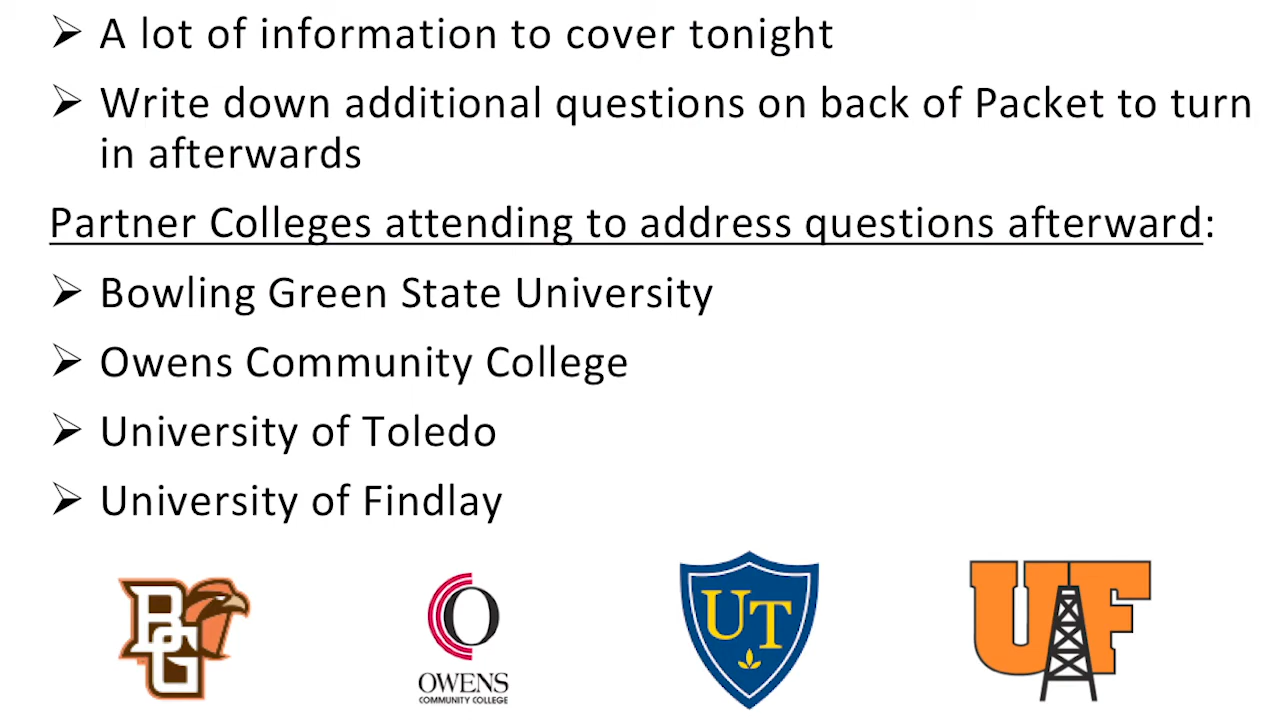 A lot of information to cover tonight
Write down additional questions on back of Packet to turn
in afterwards
Partner Colleges attending to address questions afterward:
Bowling Green State University
Owens Community College
University of Toledo
University of Findlay
BG
O
OWENS
COMMUNITY COLLEGE
UT
UF